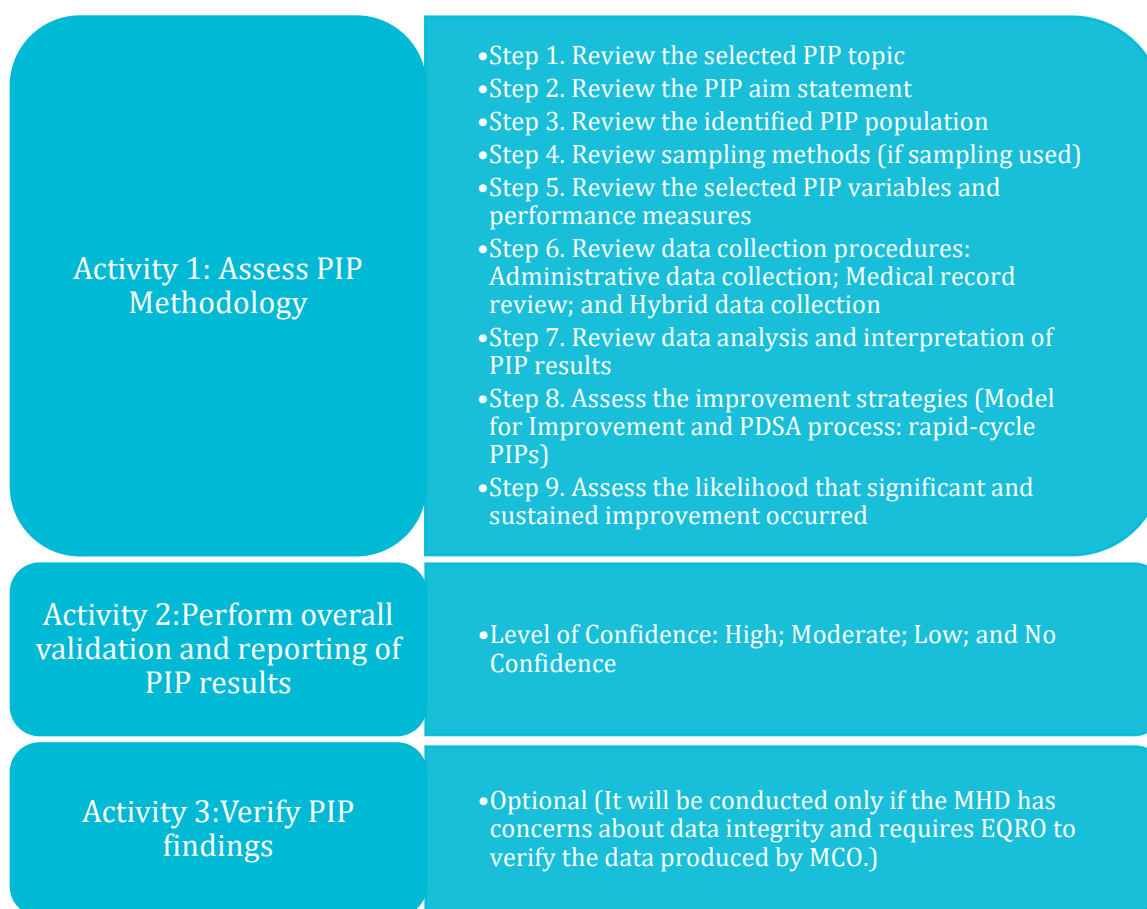 Activity 1: Assess PIP
Methodology
•Step 1. Review the selected PIP topic
•Step 2. Review the PIP aim statement
•Step 3. Review the identified PIP population
•Step 4. Review sampling methods (if sampling used)
•Step 5. Review the selected PIP variables and
performance measures
•Step 6. Review data collection procedures:
Administrative data collection; Medical record
review; and Hybrid data collection
•Step 7. Review data analysis and interpretation of
PIP results
•Step 8. Assess the improvement strategies (Model
for Improvement and PDSA process: rapid-cycle
PIPs)
•Step 9. Assess the likelihood that significant and
sustained improvement occurred
Activity 2:Perform overall
validation and reporting of
PIP results
•Level of Confidence: High; Moderate; Low; and No
Confidence
Activity 3:Verify PIP
findings
•Optional (It will be conducted only if the MHD has
concerns about data integrity and requires EQRO to
verify the data produced by MCO.)